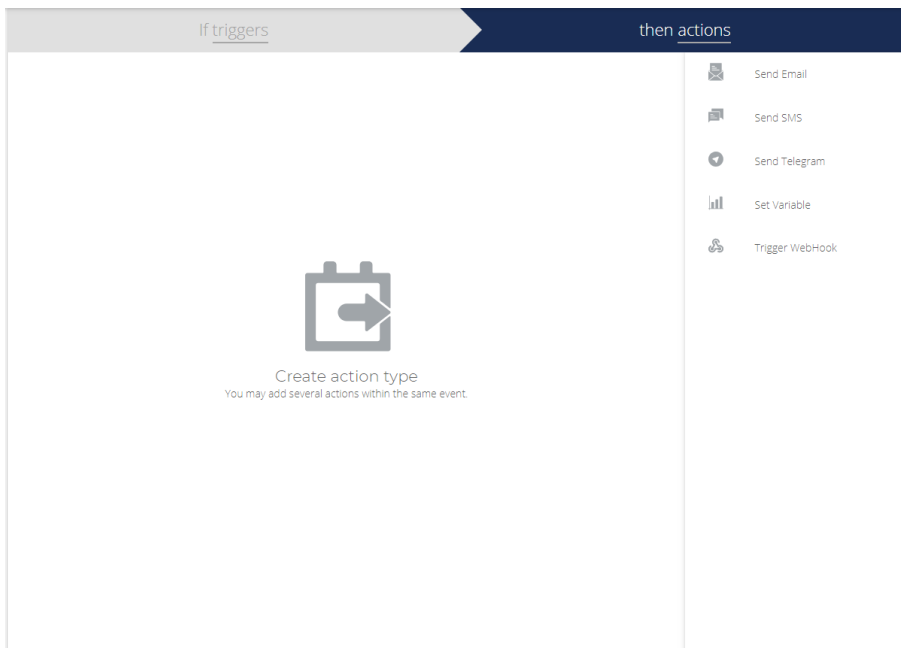 If triggers
then actions
Send Email
Send SMS
Send Telegram
Set Variable
Trigger WebHook
Create action type
You may add several actions within the same event.